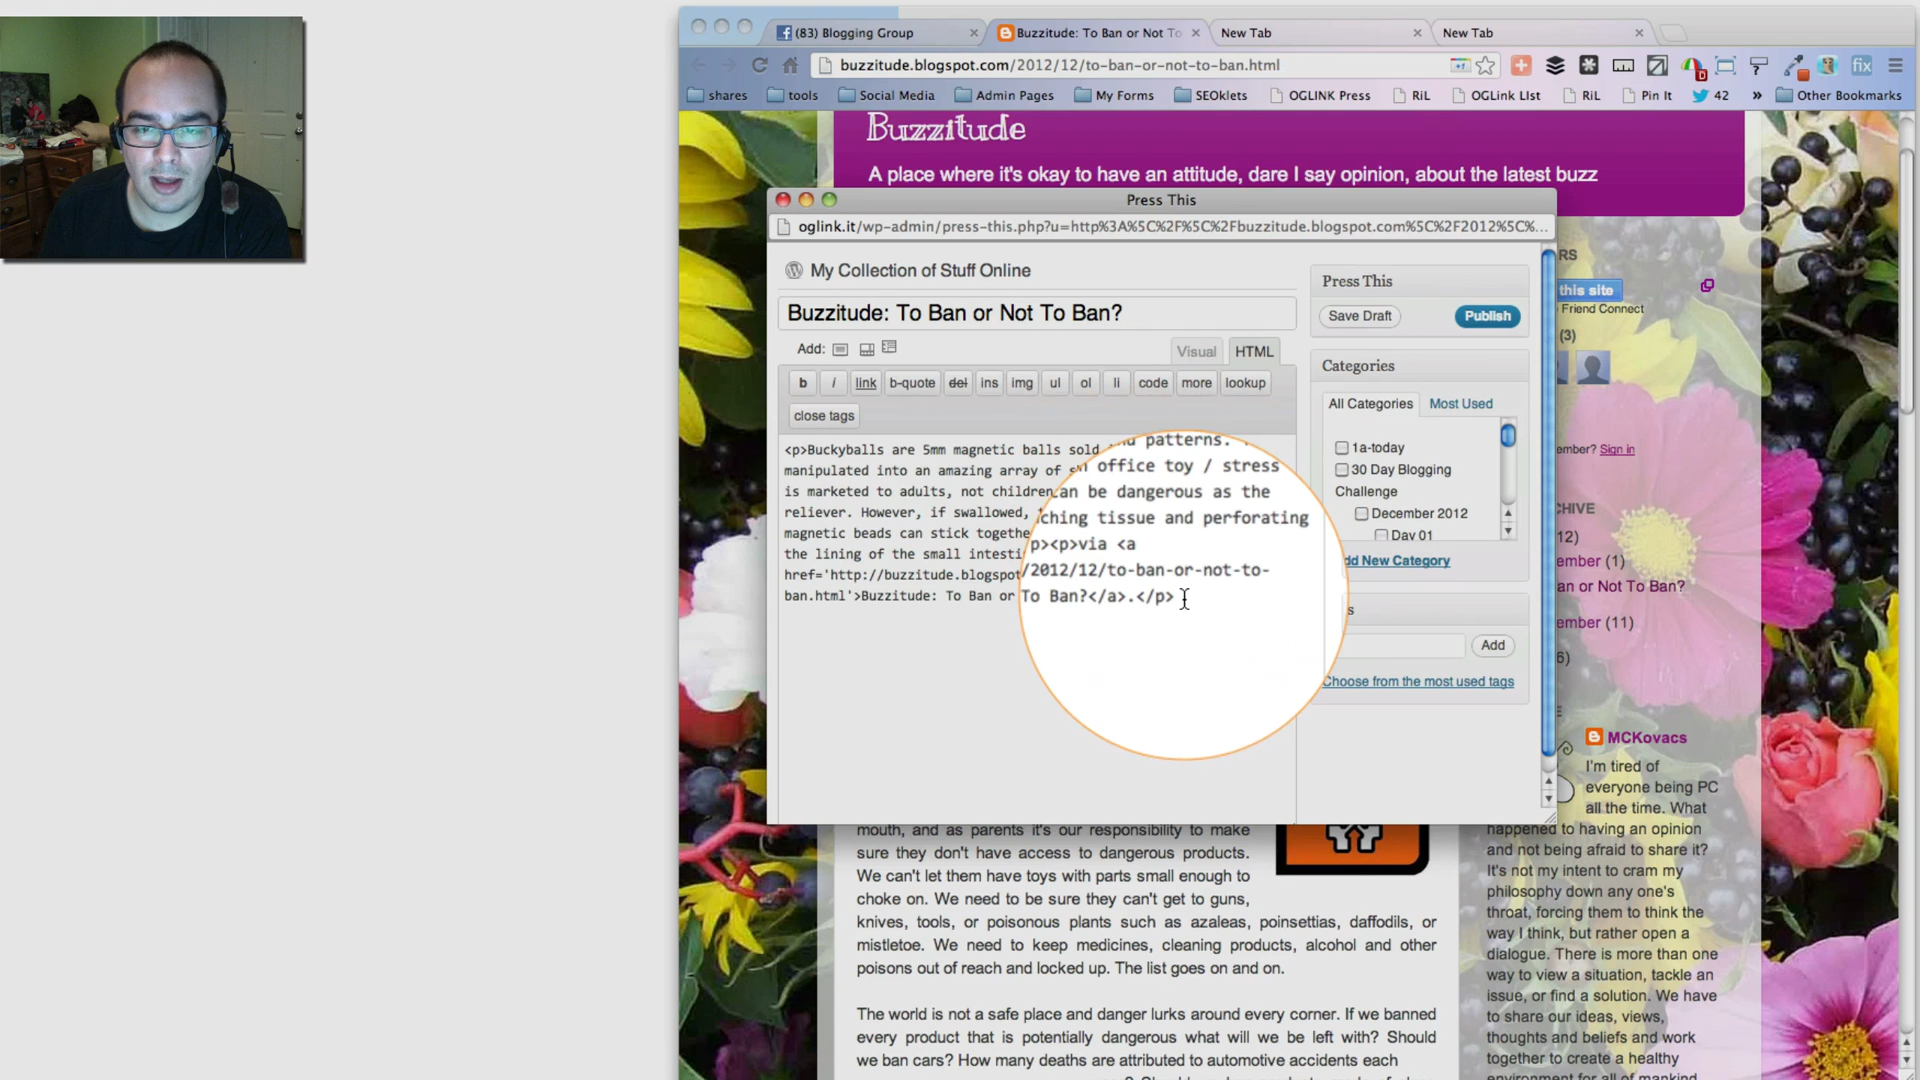 (83) Blogging Group
Buzzitude: To Ban or Not To
New Tab
New Tab
buzzitude.blogspot.com/2012/12/to-ban-or-not-to-ban.html
shares
tools
Social Media
Admin Pages
My Forms
SEOklets
OGLINK Press
RiL
OGLink LIst
RiL
Pin It
42
»
Other Bookmarks
Buzzitude
A place where it's okay to have an attitude, dare I say opinion, about the latest buzz
Press This
oglink.it/wp-admin/press-this.php?u=http%3A%5C%2F%5C%2Fbuzzitude.blogspot.com%5C%2F2012%5C%...
My Collection of Stuff Online
Buzzitude: To Ban or Not To Ban?
Add:
Visual
HTML
b
i
link
b-quote
del
ins
img
ul
ol
li
code
more
lookup
close tags
<p>Buckyballs are 5mm magnetic balls sold
manipulated into an amazing array of
is marketed to adults, not children
reliever. However, if swallowed,
magnetic beads can stick together
the lining of the small
href='http://buzzitude.blogspot
ban.html'>Buzzitude: To Ban or
patterns.
office toy / stress
an be dangerous as the
ching tissue and perforating
p><p>via <a
/2012/12/to-ban-or-not-to-
To Ban?</a>.</p>
Press This
Save Draft
Publish
Categories
All Categories
Most Used
1a-today
30 Day Blogging
Challenge
December 2012
Day 01
dd New Category
s
Add
Choose from the most used tags
RS
this site
Friend Connect
(3)
ember? Sign in
CHIVE
12)
ember (1)
an or Not To Ban?
ember (11)
6)
E
MCKovacs
I'm tired of
everyone being PC
all the time. What
happened to having an opinion
and not being afraid to share it?
It's not my intent to cram my
philosophy down any one's
throat, forcing them to think the
way I think, but rather open a
dialogue. There is more than one
way to view a situation, tackle an
issue, or find a solution. We have
to share our ideas, views,
thoughts and beliefs and work
together to create a healthy
environment for all of mankind
mouth, and as parents it's our responsibility to make
sure they don't have access to dangerous products.
We can't let them have toys with parts small enough to
choke on. We need to be sure they can't get to guns,
knives, tools, or poisonous plants such as azaleas, poinsettias, daffodils, or
mistletoe. We need to keep medicines, cleaning products, alcohol and other
poisons out of reach and locked up. The list goes on and on.
The world is not a safe place and danger lurks around every corner. If we banned
every product that is potentially dangerous what will we be left with? Should
we ban cars? How many deaths are attributed to automotive accidents each